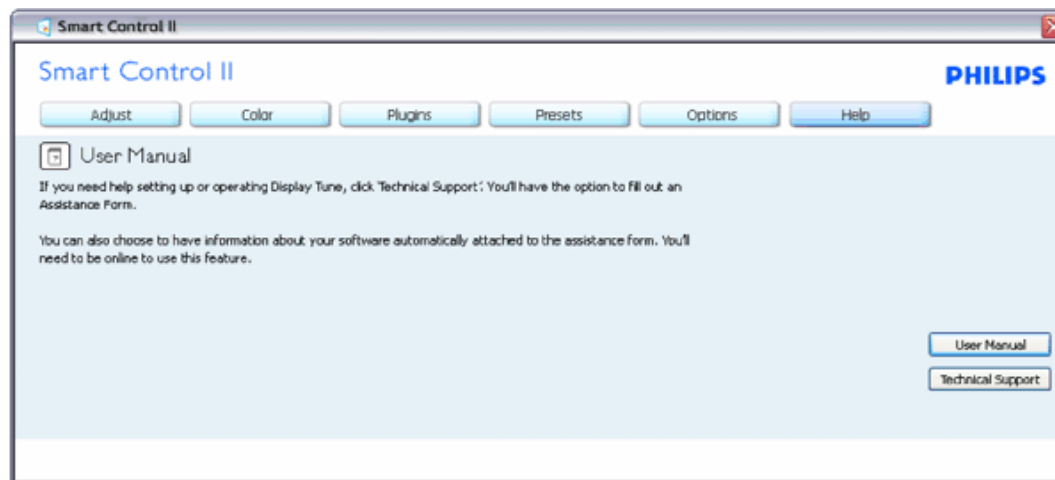 Smart Control II
Smart Control II
PHILIPS
Adjust Color Plugins Presets Options Help
User Manual
If you need help setting up or operating Display Tune, click 'Technical Support'. You'll have the option to fill out an
Assistance Form.
You can also choose to have information about your software automatically attached to the assistance form. You'll
need to be online to use this feature.
User Manual
Technical Support